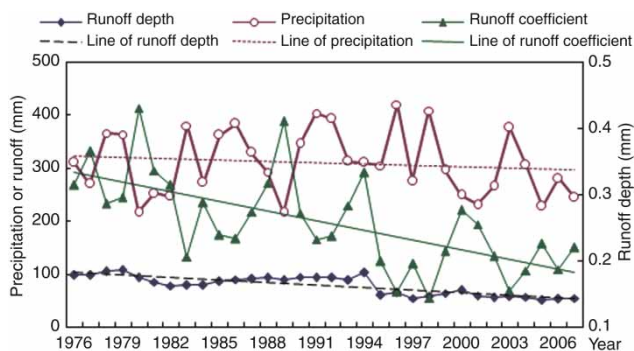 Runoff depth Precipitation Runoff coefficient
Line of runoff depth Line of precipitation Line of runoff coefficient
Precipitation or runoff (mm)
500
400
300
200
100
0
0.5
0.4
0.3
0.2
0.1
Runoff depth (mm)
1976 1979 1982 1985 1988 1991 1994 1997 2000 2003 2006 Year